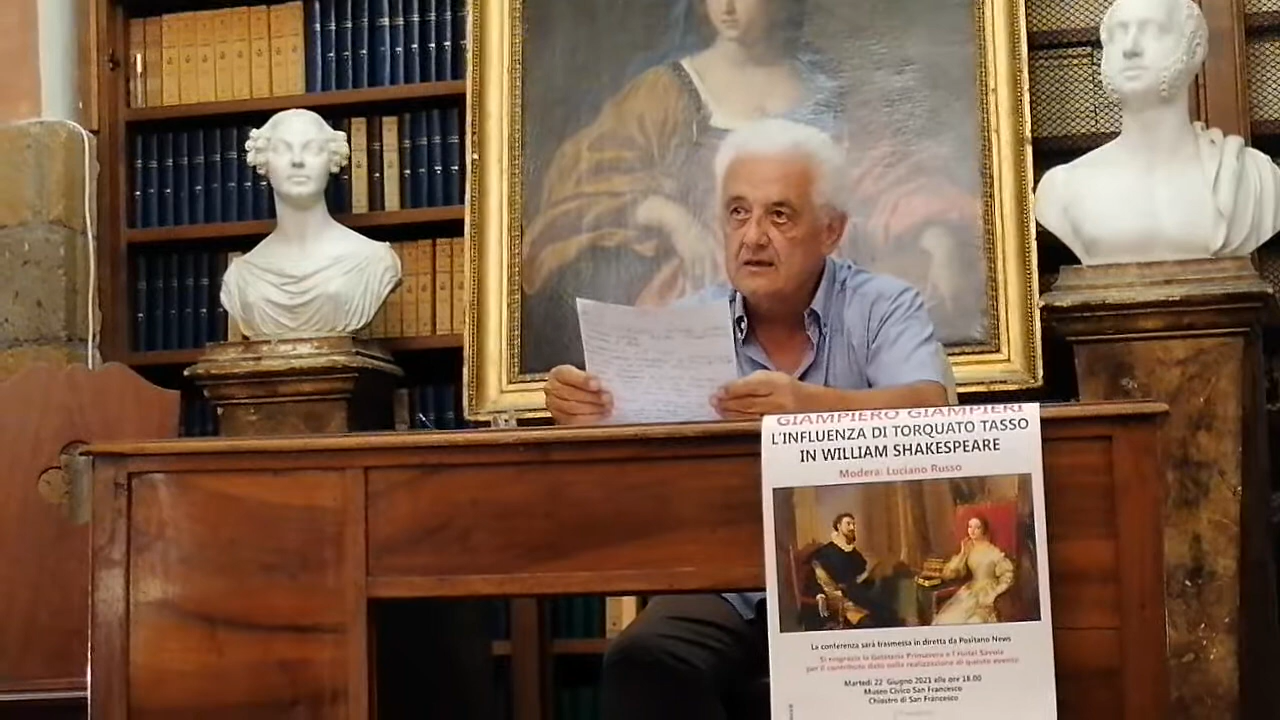 GIAMPIERO GIAMPIERI
L'INFLUENZA DI TORQUATO TASSO
IN WILLIAM SHAKESPEARE
Modera: Luciano Russo
La conferenza sarà trasmessa in diretta da Positano News
Si ringrazia la Gelateria Primavera e l'Hotel Savoia
per il contributo dato nella realizzazione di questo evento
Martedì 22 Giugno 2021 alle ore 18.00
Museo Civico San Francesco
Chiostro di San Francesco